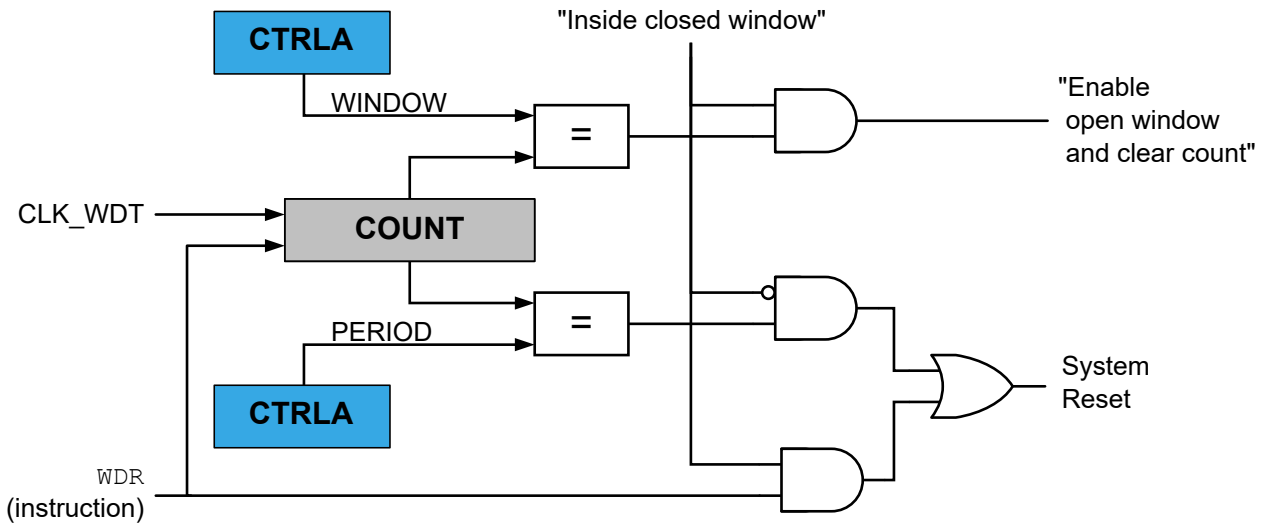 "Inside closed window"
CTRLA
WINDOW
=
"Enable
open window
and clear count"
CLK_WDT
COUNT
=
PERIOD
CTRLA
System
Reset
WDR
(instruction)